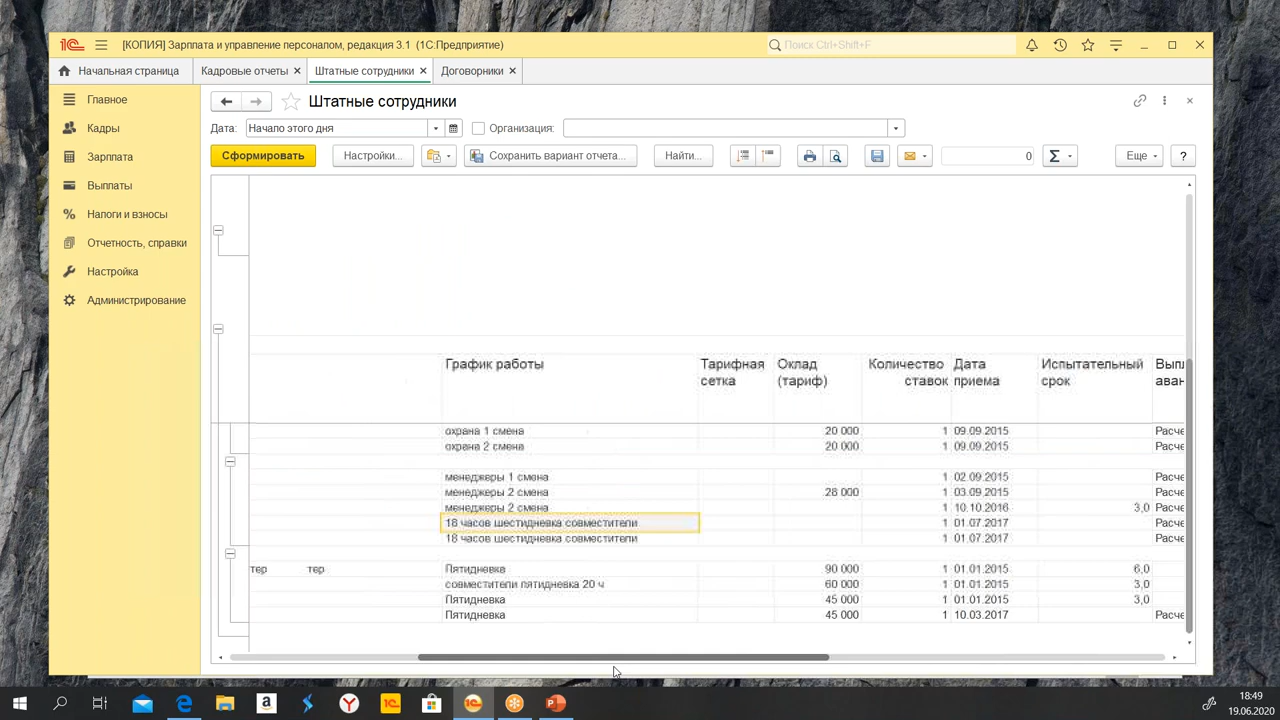 [КОПИЯ] Зарплата и управление персоналом, редакция 3.1 (1С:Предприятие)
Поиск Ctrl+Shift+F
Начальная страница
Кадровые отчеты
Штатные сотрудники
Договорники
Главное
Кадры
Зарплата
Выплаты
Налоги и взносы
Отчетность, справки
Настройка
Администрирование
Штатные сотрудники
Дата: Начало этого дня Организация:
Сформировать Настройки... Сохранить вариант отчета... Найти... 0 Σ Еще ?
График работы Тарифная сетка Оклад (тариф) Количество ставок Дата приема Испытательный срок
охрана 1 смена 20 000 1 09.09.2015 Расче
охрана 2 смена 20 000 1 09.09.2015 Расче
менеджеры 1 смена 1 02.09.2015 Расче
менеджеры 2 смена 28 000 1 03.09.2015 Расче
менеджеры 2 смена 1 10.10.2016 3,0 Расче
18 часов шестидневка совместители 1 01.07.2017 Расче
18 часов шестидневка совместители 1 01.07.2017 Расче
тер тер Пятидневка 90 000 1 01.01.2015 6,0
совместители пятидневка 20 ч 60 000 1 01.01.2015 3,0
Пятидневка 45 000 1 01.01.2015 3,0
Пятидневка 45 000 1 10.03.2017 Расче
18:49
19.06.2020